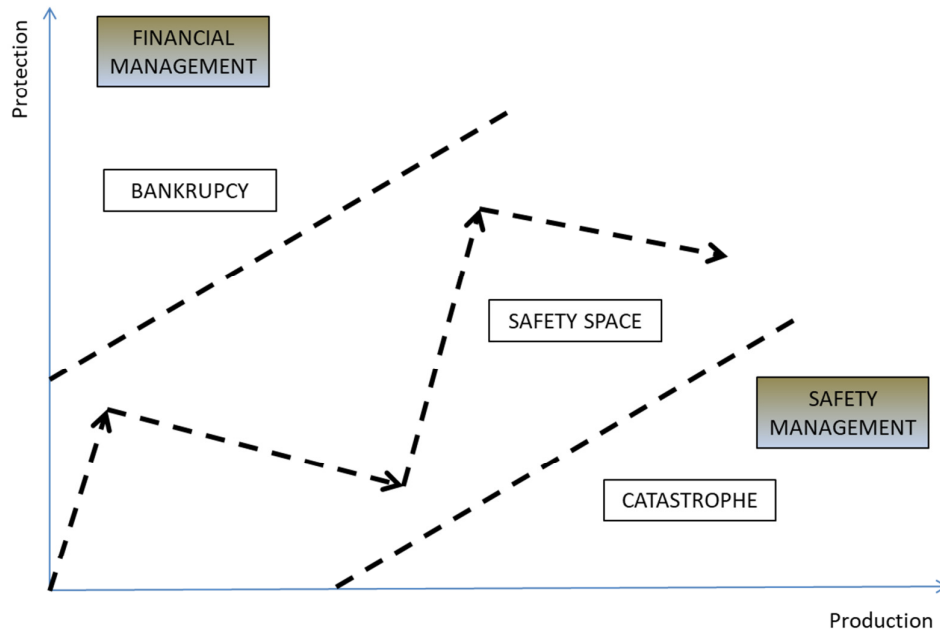 Protection
FINANCIAL
MANAGEMENT
BANKRUPCY
SAFETY SPACE
SAFETY
MANAGEMENT
CATASTROPHE
Production